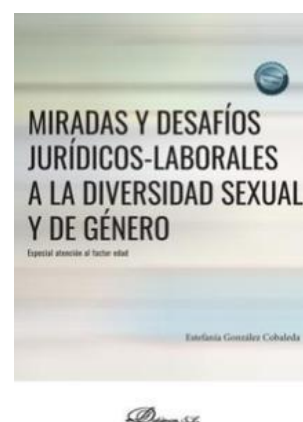 MIRADAS Y DESAFÍOS
JURÍDICOS-LABORALES
A LA DIVERSIDAD SEXUAL
Y DE GÉNERO
Especial atención al factor edad
Estefanía González Cobaleda